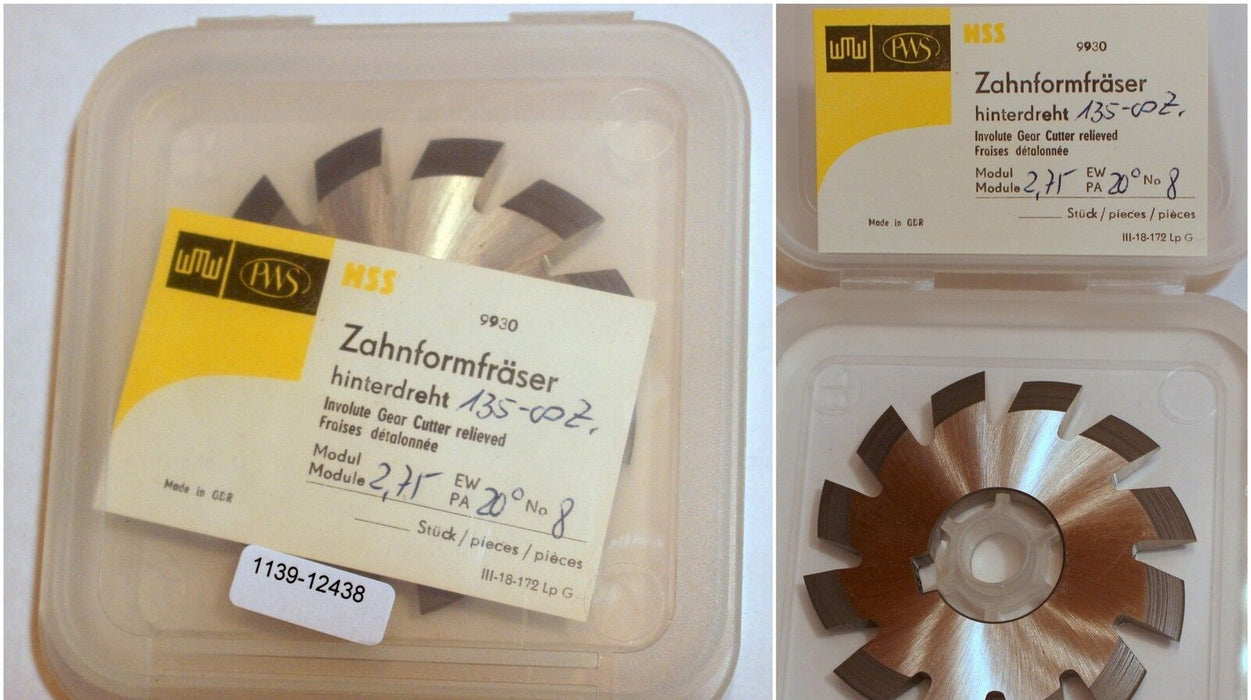 WMW PWS HSS
9930
Zahnformfräser
hinterdreht 135-∞ Z.
Involute Gear Cutter relieved
Fraises détalonnée
Modul
Module 2,75 EW
PA 20° No 8
Stück / pieces / pièces
Made in GDR
III-18-172 Lp G
1139-12438
WMW PWS HSS
9930
Zahnformfräser
hinterdreht 135-∞ Z.
Involute Gear Cutter relieved
Fraises détalonnée
Modul
Module 2,75 EW
PA 20° No 8
Stück / pieces / pièces
Made in GDR
III-18-172 Lp G